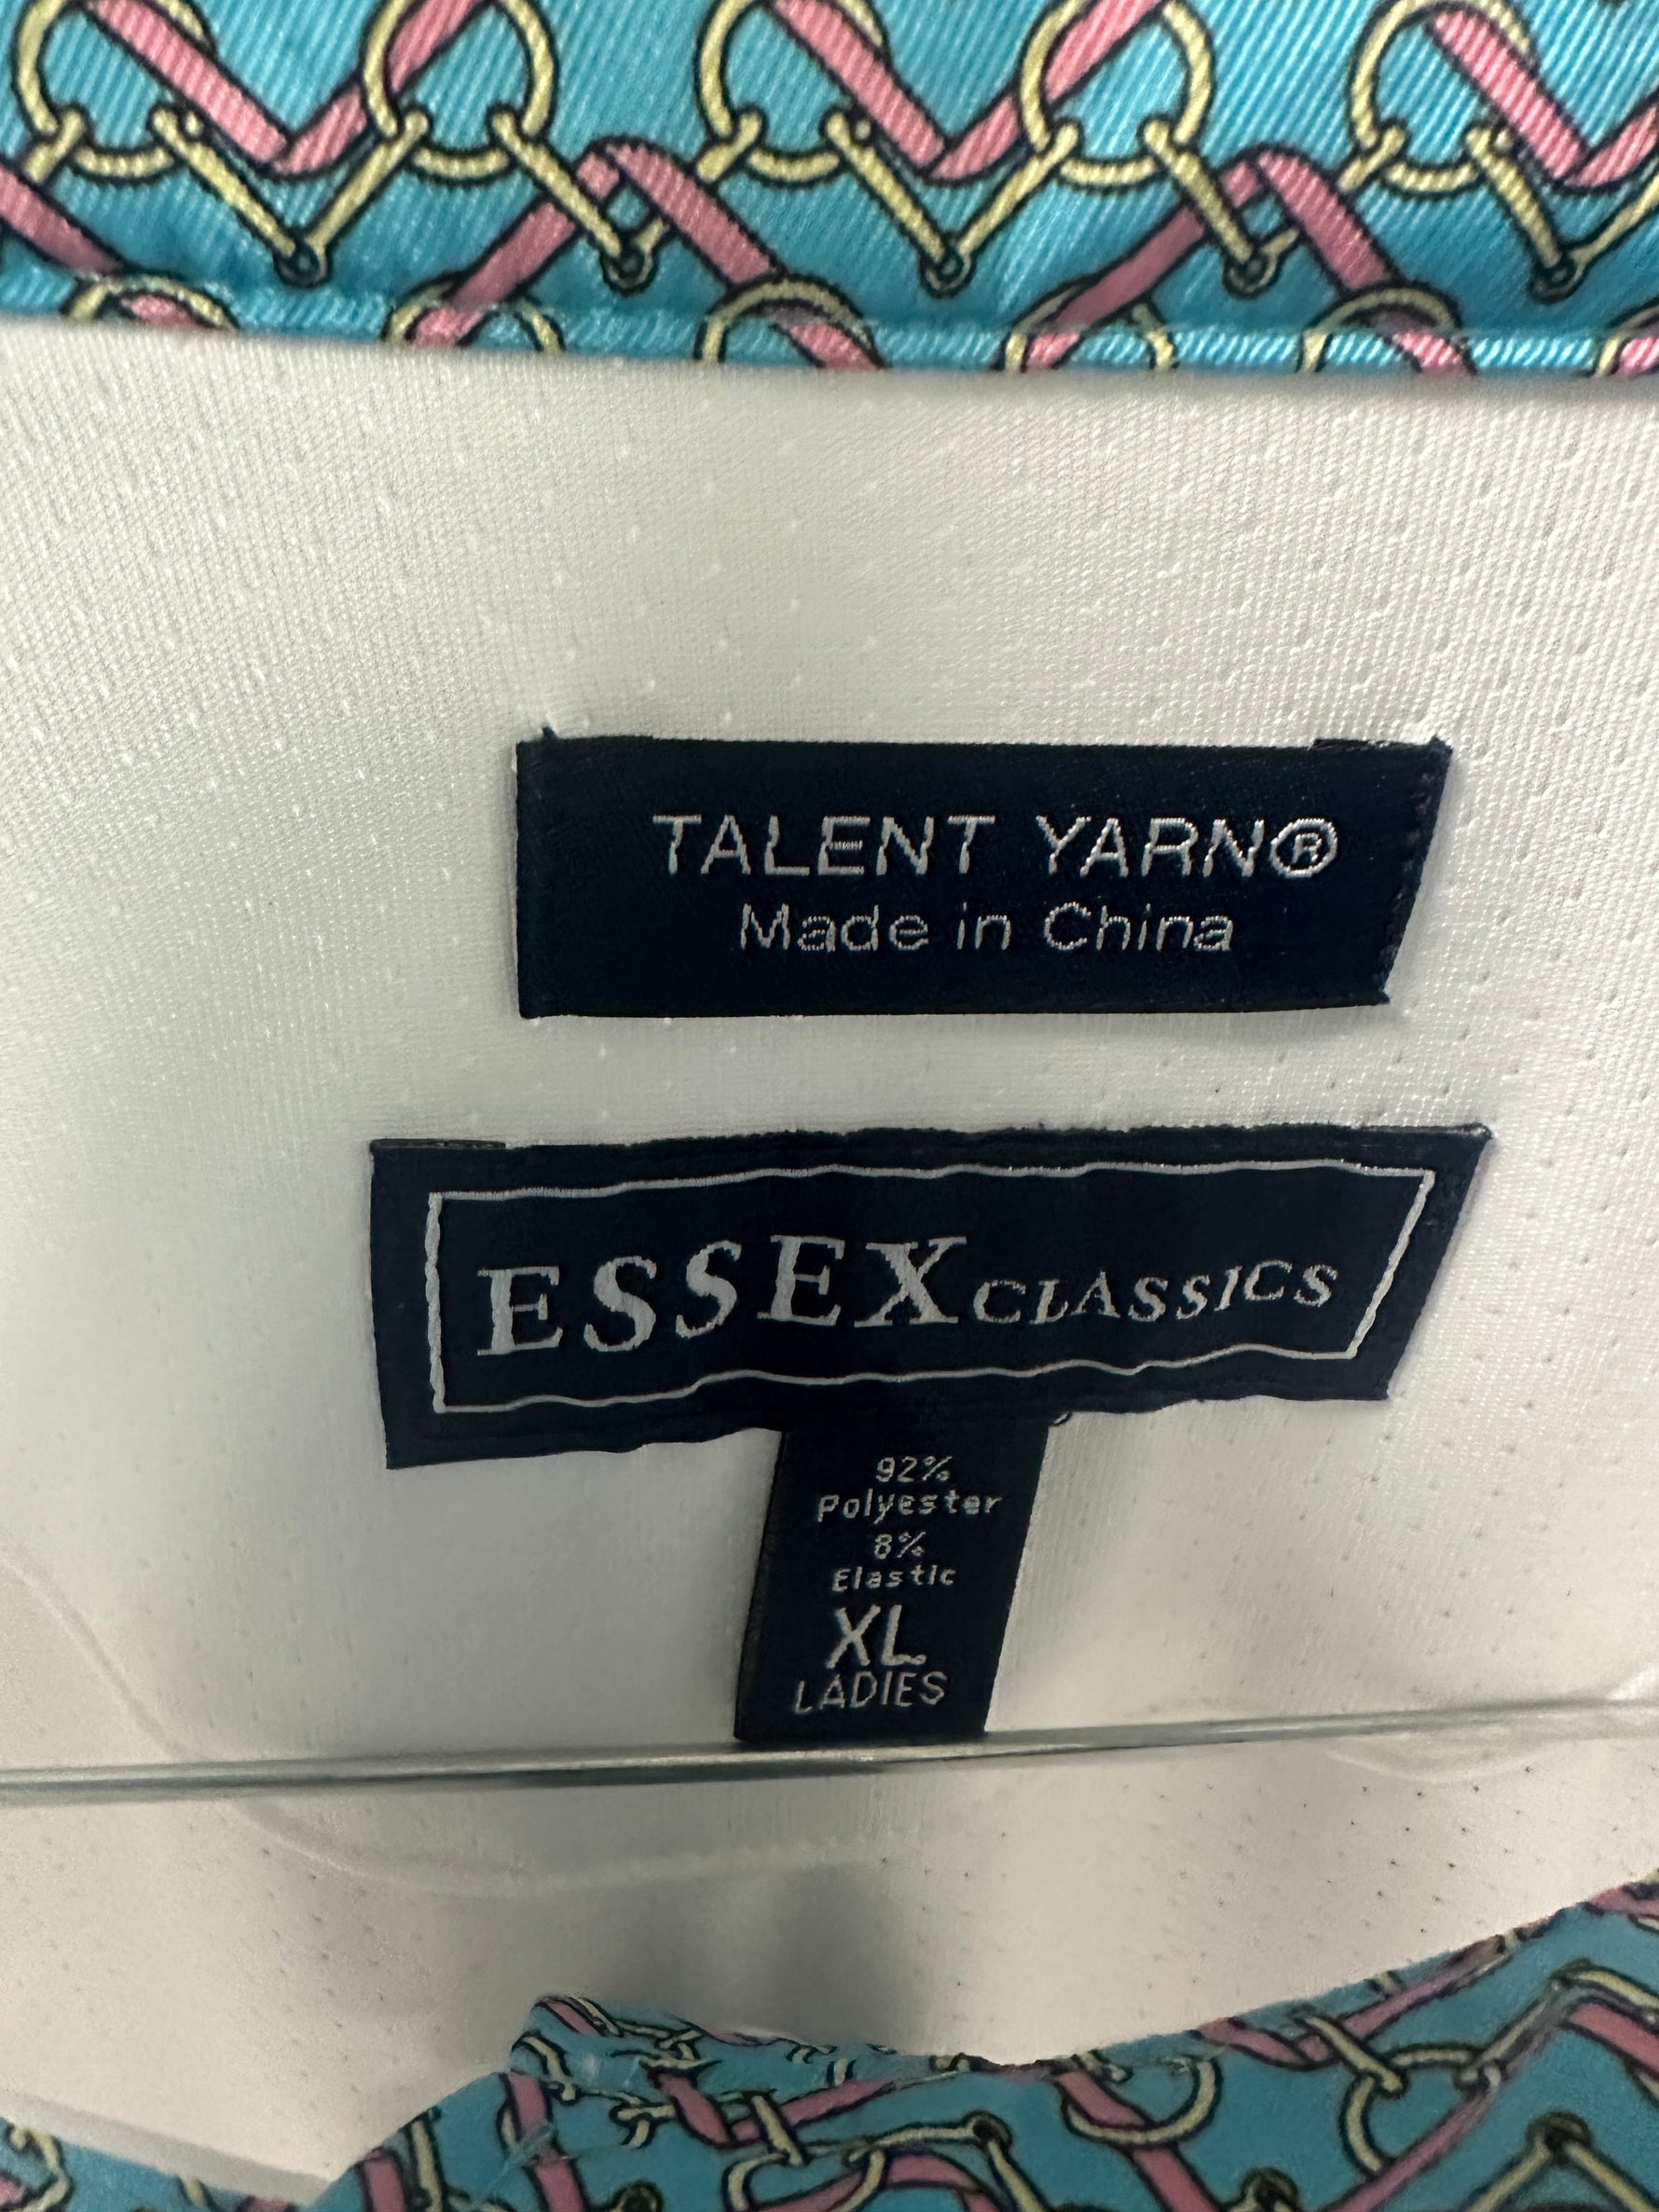 TALENT YARN®
Made in China
ESSEX CLASSICS
92%
Polyester
8%
Elastic
XL
LADIES